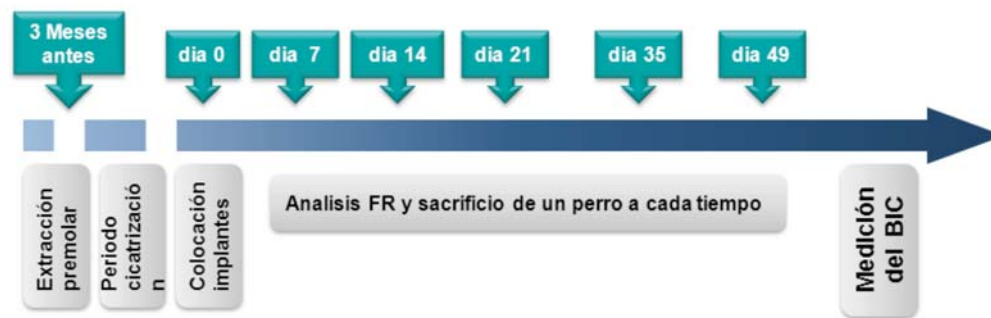 3 Meses
antes
dia 0
dia 7
dia 14
dia 21
dia 35
dia 49
Extracción
premolar
Periodo
cicatrizació
n
Colocación
implantes
Analisis FR y sacrificio de un perro a cada tiempo
Medición
del BIC